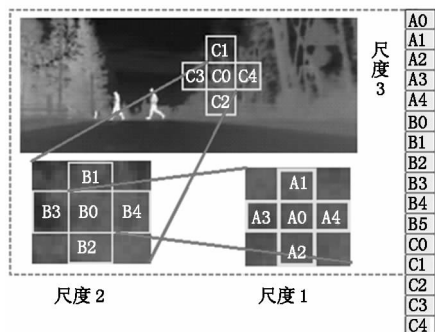 C1
C3 C0 C4
C2
尺度 3
B1
B3 B0 B4
B2
A1
A3 A0 A4
A2
尺度 2
尺度 1
A0
A1
A2
A3
A4
B0
B1
B2
B3
B4
B5
C0
C1
C2
C3
C4